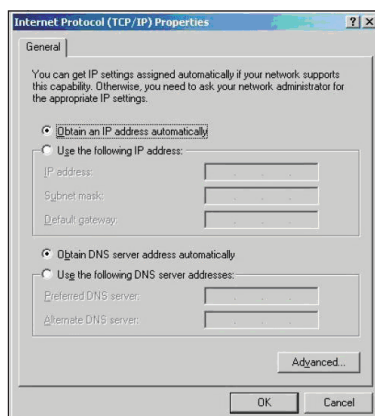 Internet Protocol (TCP/IP) Properties
General
You can get IP settings assigned automatically if your network supports
this capability. Otherwise, you need to ask your network administrator for
the appropriate IP settings.
Obtain an IP address automatically
Use the following IP address:
IP address:
Subnet mask:
Default gateway:
Obtain DNS server address automatically
Use the following DNS server addresses:
Preferred DNS server:
Alternate DNS server:
Advanced...
OK Cancel